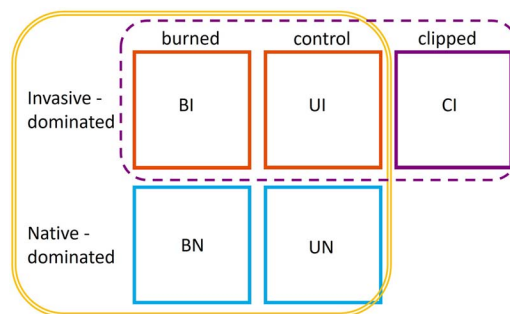 burned control clipped
Invasive -
dominated
BI UI CI
Native -
dominated
BN UN